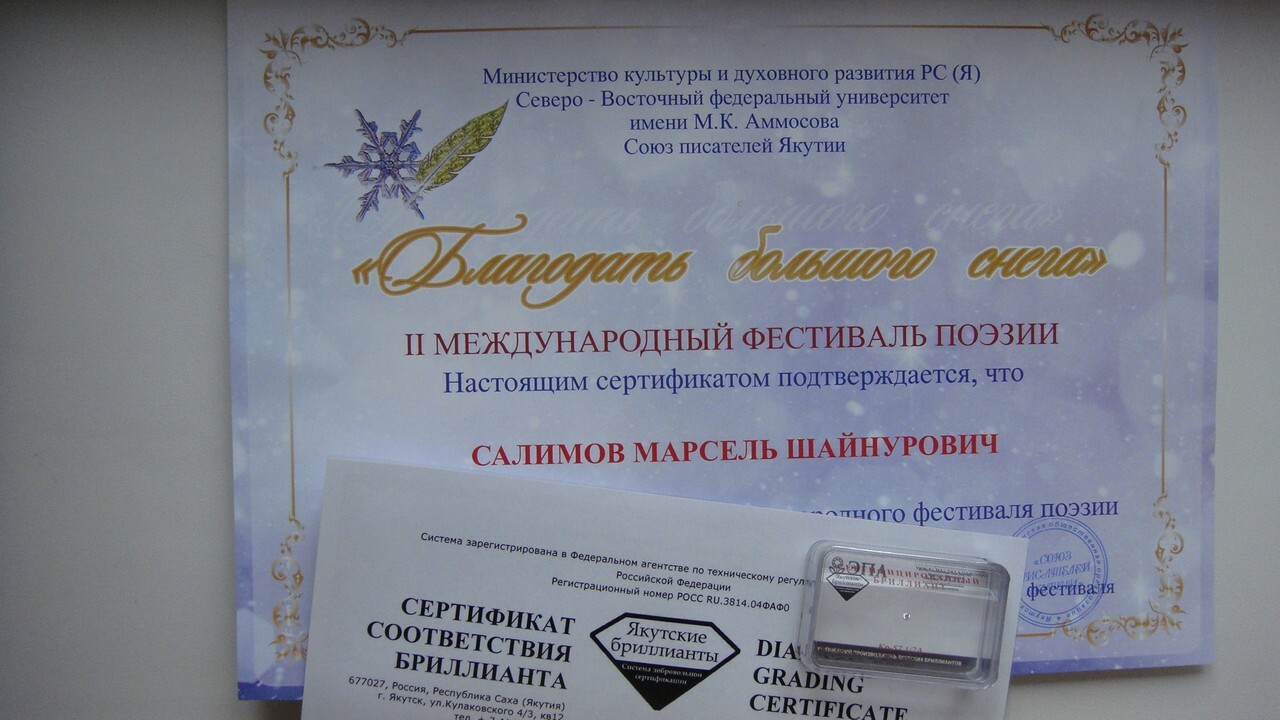 Министерство культуры и духовного развития РС (Я)
Северо - Восточный федеральный университет
имени М.К. Аммосова
Союз писателей Якутии
«Благодать большого снега»
II МЕЖДУНАРОДНЫЙ ФЕСТИВАЛЬ ПОЭЗИИ
Настоящим сертификатом подтверждается, что
САЛИМОВ МАРСЕЛЬ ШАЙНУРОВИЧ
фестиваля поэзии
фестиваля
«СОЮЗ
Система зарегистрирована в Федеральном агентстве по техническому
Российской Федерации
Регистрационный номер РОСС RU.3814.04ФАФ0
СЕРТИФИКАТ
СООТВЕТСТВИЯ
БРИЛЛИАНТА
677027, Россия, Республика Саха (Якутия)
г. Якутск, ул.Кулаковского 4/3, кв12
Якутские
бриллианты
Система добровольной
сертификации
GRADING
CERTIFICATE
ЭПЛ
БРИЛЛИАНТ